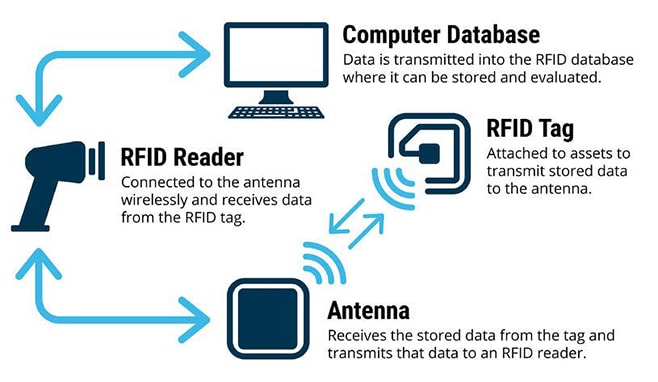 Computer Database
Data is transmitted into the RFID database
where it can be stored and evaluated.
RFID Tag
Attached to assets to
transmit stored data
to the antenna.
RFID Reader
Connected to the antenna
wirelessly and receives data
from the RFID tag.
Antenna
Receives the stored data from the tag and
transmits that data to an RFID reader.